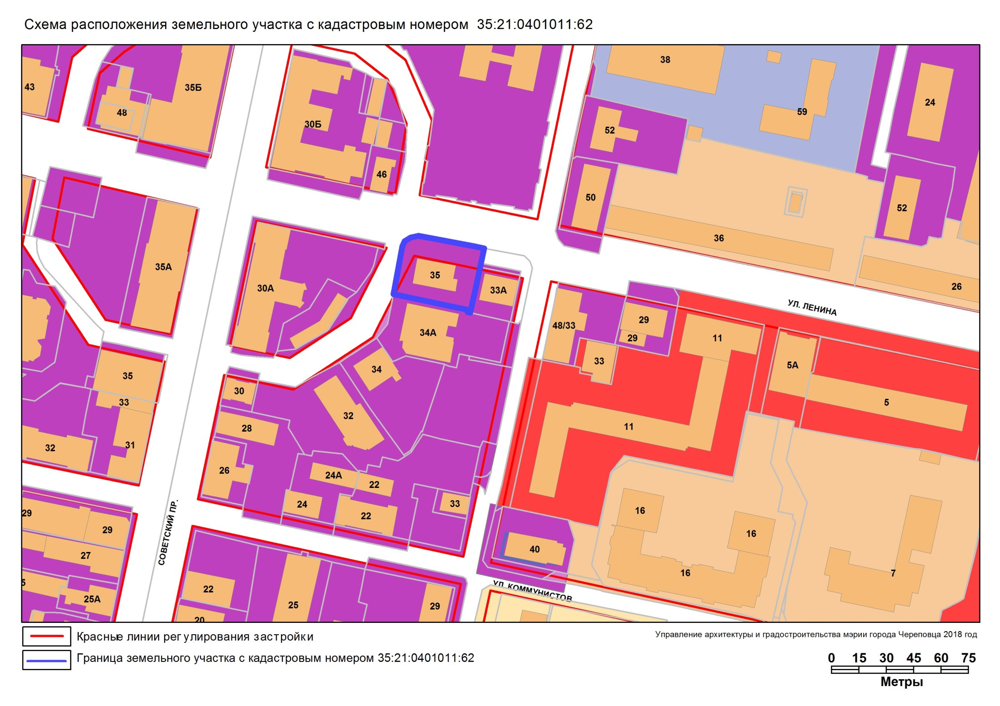 Схема расположения земельного участка с кадастровым номером 35:21:0401011:62
38
43
35Б
24
48
59
30Б
52
46
50
52
36
35А
35
26
30А
33А
УЛ. ЛЕНИНА
29
48/33
34А
29
11
33
5А
34
35
30
33
5
32
28
11
31
32
26
24А
22
33
24
16
29
22
29
16
СОВЕТСКИЙ ПР.
40
27
16
7
5
УЛ. КОММУНИСТОВ
22
25А
25
29
20
Красные линии регулирования застройки
Управление архитектуры и градостроительства мэрии города Череповца 2018 год
Граница земельного участка с кадастровым номером 35:21:0401011:62
0 15 30 45 60 75
Метры